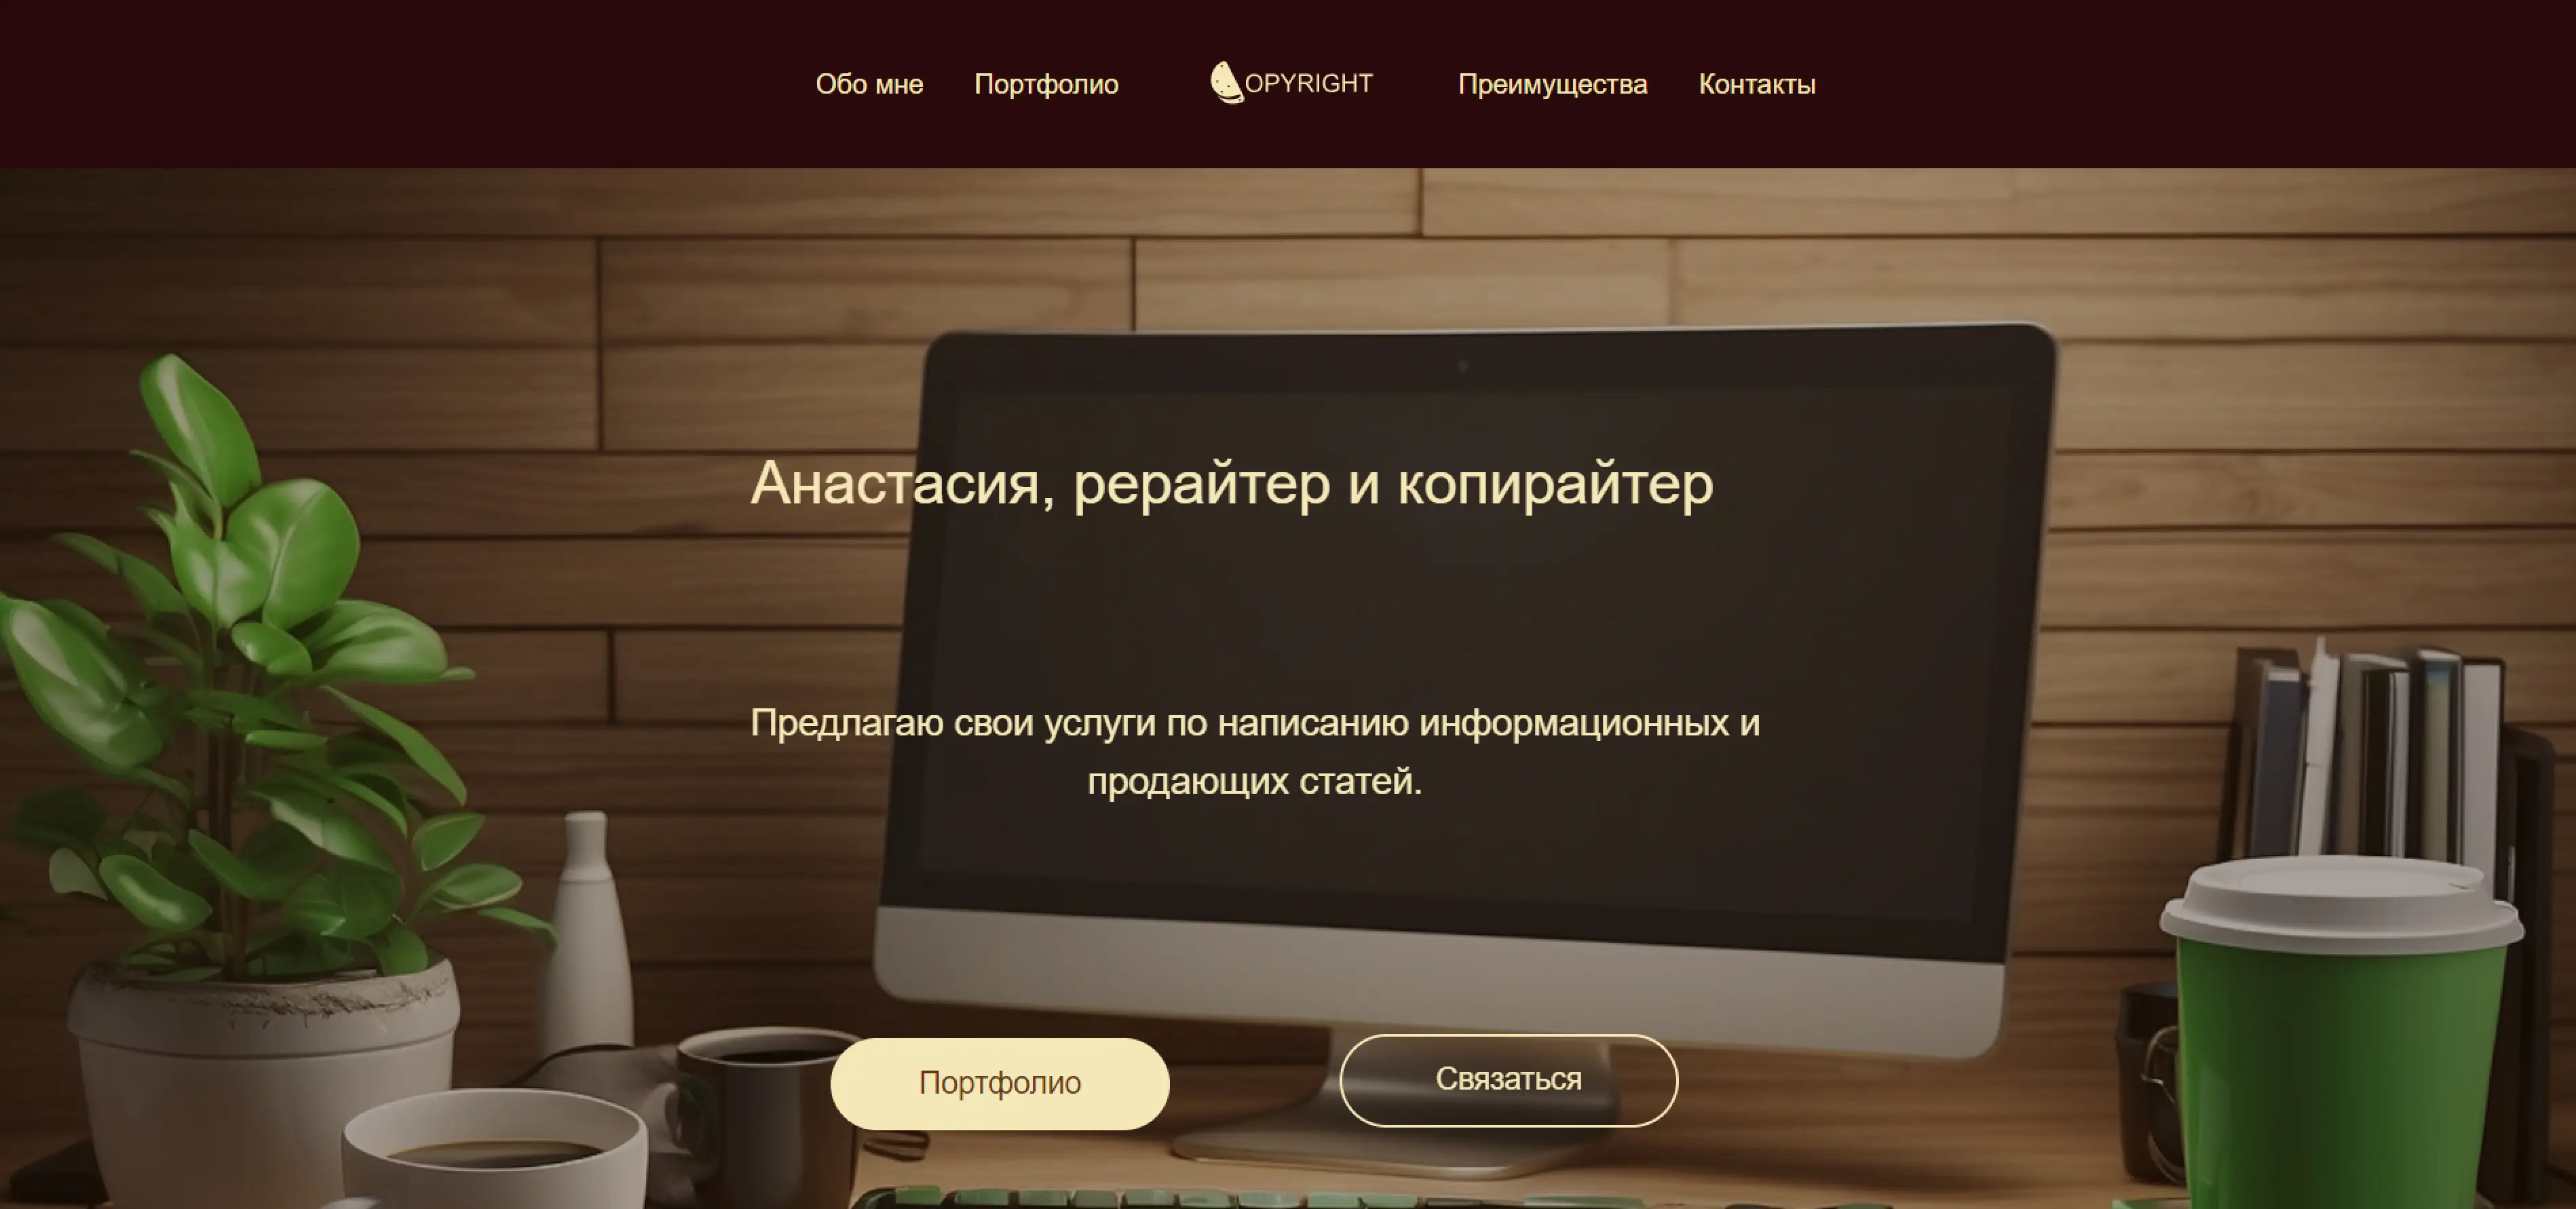 Обо мне Портфолио OPYRIGHT Преимущества Контакты
Анастасия, рерайтер и копирайтер
Предлагаю свои услуги по написанию информационных и
продающих статей.
Портфолио Связаться